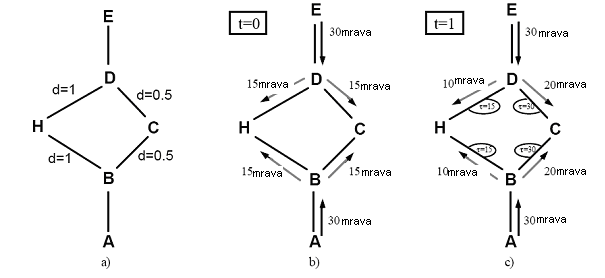 E
D
d=1
d=0.5
H
C
d=1
d=0.5
B
A
a)
t=0
E
30mrava
15mrava
D
15mrava
H
C
15mrava
B
15mrava
30mrava
A
b)
t=1
E
30mrava
10mrava
D
20mrava
τ=15
τ=30
H
C
τ=15
τ=30
10mrava
B
20mrava
30mrava
A
c)